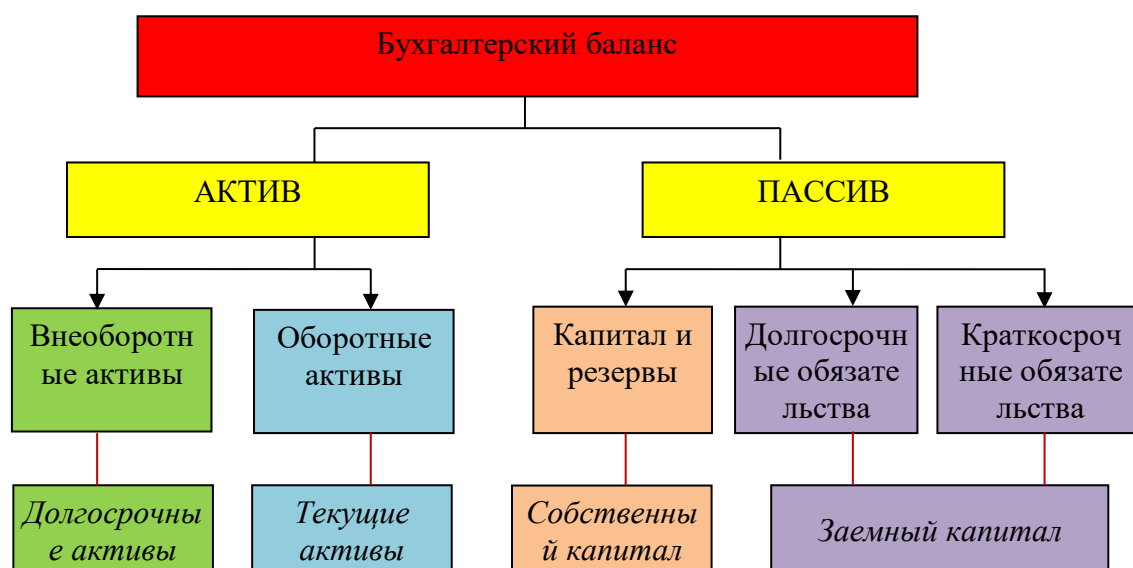 Бухгалтерский баланс
АКТИВ
ПАССИВ
Внеоборотн
ые активы
Оборотные
активы
Капитал и
резервы
Долгосрочн
ые обязате
льства
Краткосроч
ные обязате
льства
Долгосрочны
е активы
Текущие
активы
Собственны
й капитал
Заемный капитал